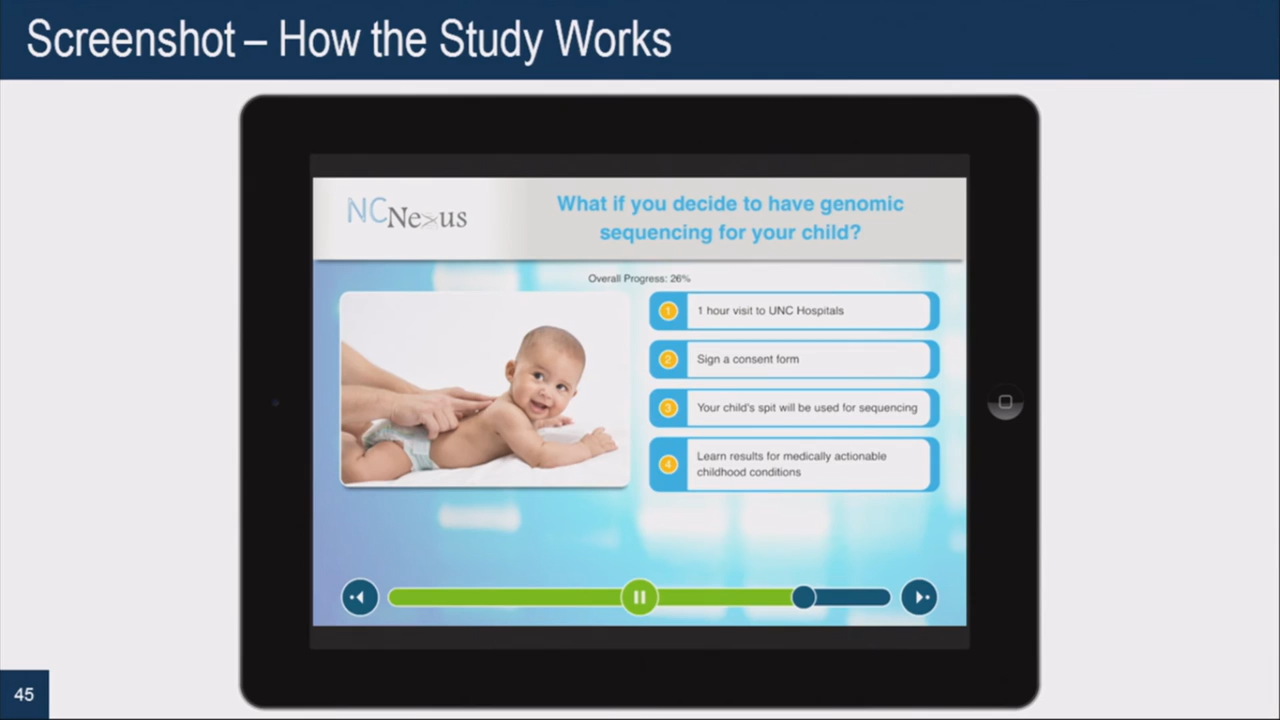 Screenshot – How the Study Works
NCNexus
What if you decide to have genomic
sequencing for your child?
Overall Progress: 26%
1 1 hour visit to UNC Hospitals
2 Sign a consent form
3 Your child's spit will be used for sequencing
4 Learn results for medically actionable
childhood conditions
45